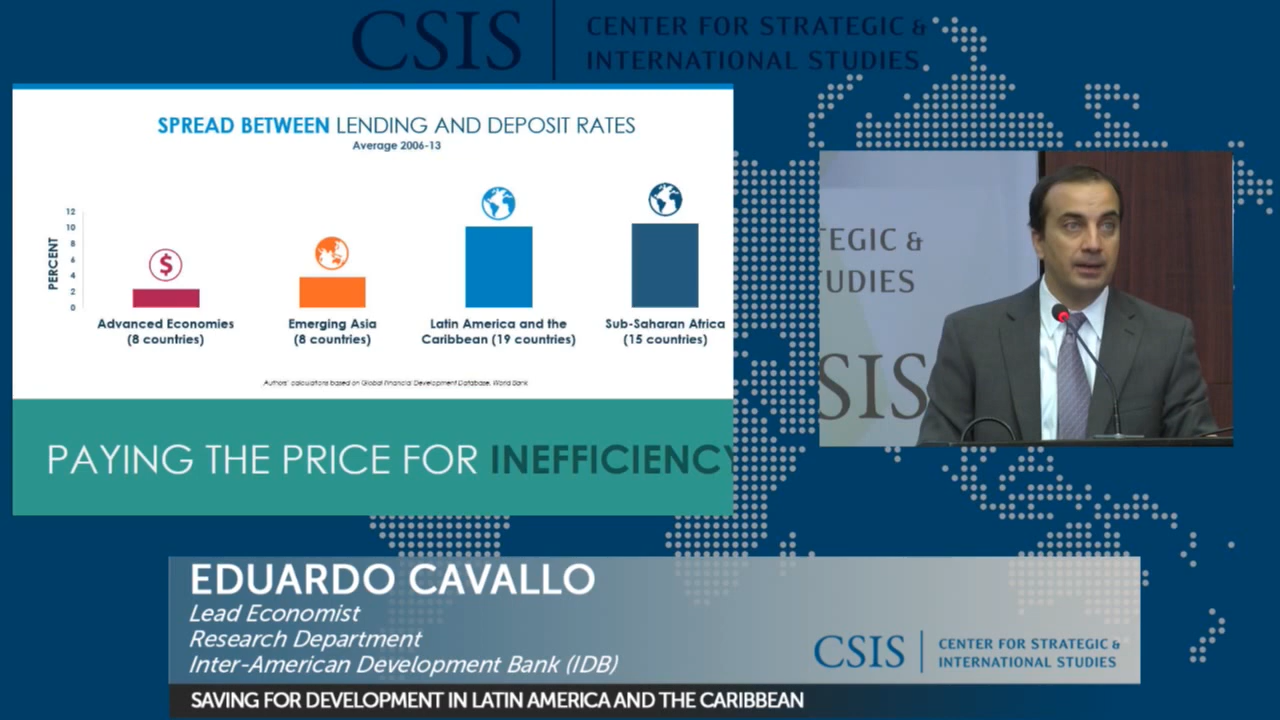 CSIS
CENTER FOR STRATEGIC &
INTERNATIONAL STUDIES
SPREAD BETWEEN LENDING AND DEPOSIT RATES
Average 2006-13
PERCENT
12
10
8
6
4
2
0
$
Advanced Economies
(8 countries)
Emerging Asia
(8 countries)
Latin America and the
Caribbean (19 countries)
Sub-Saharan Africa
(15 countries)
Authors' calculations based on Global Financial Development Database, World Bank
PAYING THE PRICE FOR INEFFICIENCY
TEGIC &
UDIES
SIS
EDUARDO CAVALLO
Lead Economist
Research Department
Inter-American Development Bank (IDB)
CSIS
CENTER FOR STRATEGIC &
INTERNATIONAL STUDIES
SAVING FOR DEVELOPMENT IN LATIN AMERICA AND THE CARIBBEAN